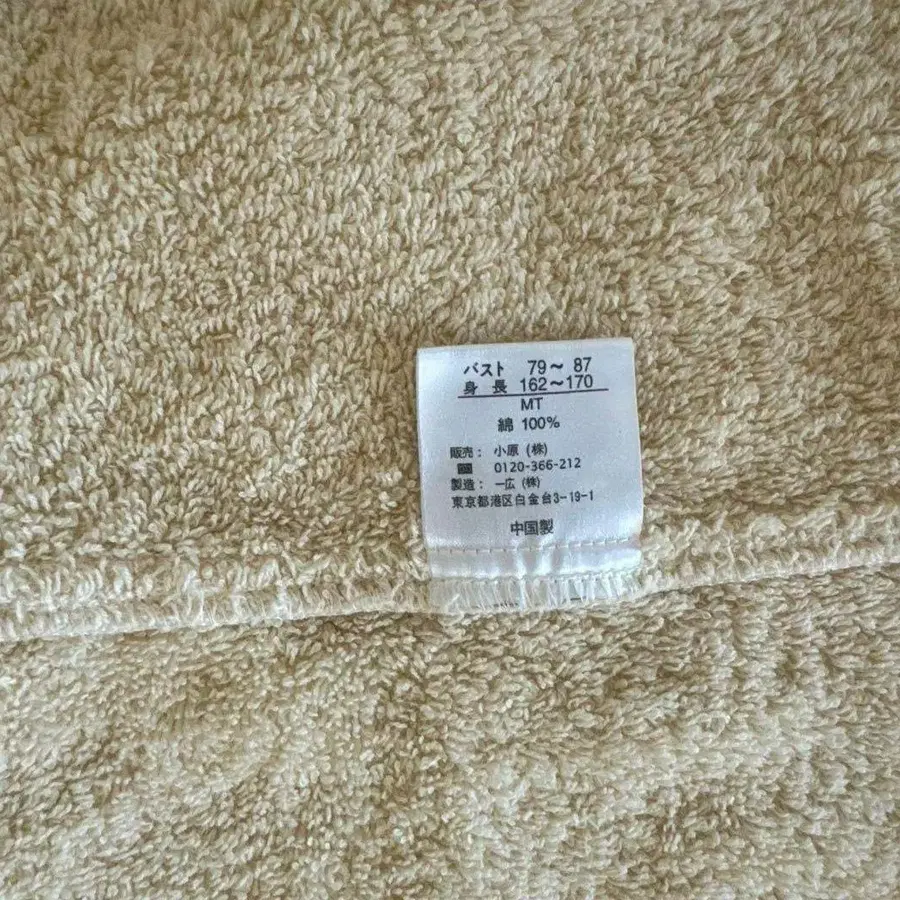 バスト 79～ 87
身 長 162～170
MT
綿 100%
販売： 小原 (株)
☎ 0120-366-212
製造： 一広 (株)
東京都港区白金台3-19-1
中国製